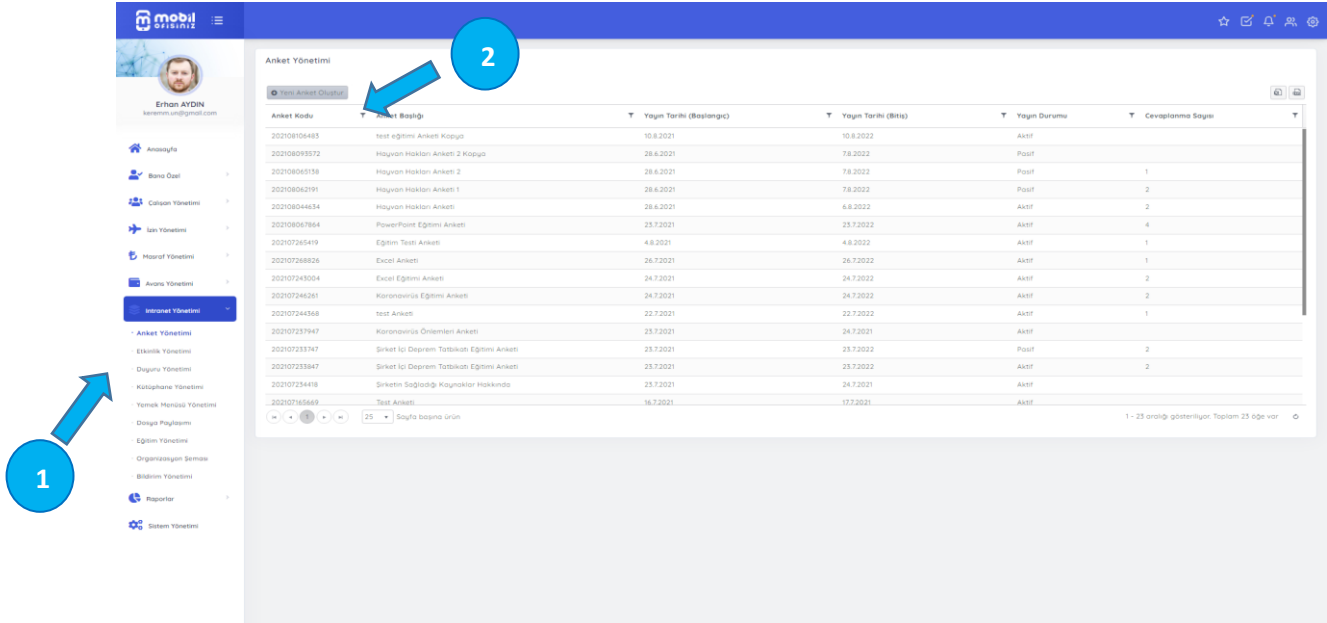 mobil
ofisiniz
Erhan AYDIN
keremm.un@gmail.com
Anasayfa
Bana Özel
Çalışan Yönetimi
İzin Yönetimi
Masraf Yönetimi
Avans Yönetimi
Intranet Yönetimi
Anket Yönetimi
Etkinlik Yönetimi
Duyuru Yönetimi
Kütüphane Yönetimi
Yemek Menüsü Yönetimi
Dosya Paylaşımı
Eğitim Yönetimi
Organizasyon Şeması
Bildirim Yönetimi
Raporlar
Sistem Yönetimi
1
2
Anket Yönetimi
Yeni Anket Oluştur
Anket Kodu Anket Başlığı Yayın Tarihi (Başlangıç) Yayın Tarihi (Bitiş) Yayın Durumu Cevaplanma Sayısı
202108106483 test eğitimi Anketi Kopya 10.8.2021 10.8.2022 Aktif
202108093572 Hayvan Hakları Anketi 2 Kopya 28.6.2021 7.8.2022 Pasif
202108065138 Hayvan Hakları Anketi 2 28.6.2021 7.8.2022 Pasif 1
202108062191 Hayvan Hakları Anketi 1 28.6.2021 7.8.2022 Pasif 2
202108044634 Hayvan Hakları Anketi 28.6.2021 6.8.2022 Aktif 2
202108067864 PowerPoint Eğitimi Anketi 23.7.2021 23.7.2022 Aktif 4
202107265419 Eğitim Testi Anketi 4.8.2021 4.8.2022 Aktif 1
202107268826 Excel Anketi 26.7.2021 26.7.2022 Aktif 1
202107243004 Excel Eğitimi Anketi 24.7.2021 24.7.2022 Aktif 2
202107246261 Koronavirüs Eğitimi Anketi 24.7.2021 24.7.2022 Aktif 2
202107244368 test Anketi 22.7.2021 22.7.2022 Aktif 1
202107237947 Koronavirüs Önlemleri Anketi 23.7.2021 24.7.2021 Aktif
202107233747 Şirket İçi Deprem Tatbikatı Eğitimi Anketi 23.7.2021 23.7.2022 Pasif 2
202107233847 Şirket İçi Deprem Tatbikatı Eğitimi Anketi 23.7.2021 23.7.2022 Aktif 2
202107234418 Şirketin Sağladığı Kaynaklar Hakkında 23.7.2021 24.7.2021 Aktif
202107165669 Test Anketi 16.7.2021 17.7.2021 Aktif
1 25 Sayfa başına ürün 1 - 23 aralığı gösteriliyor. Toplam 23 öğe var